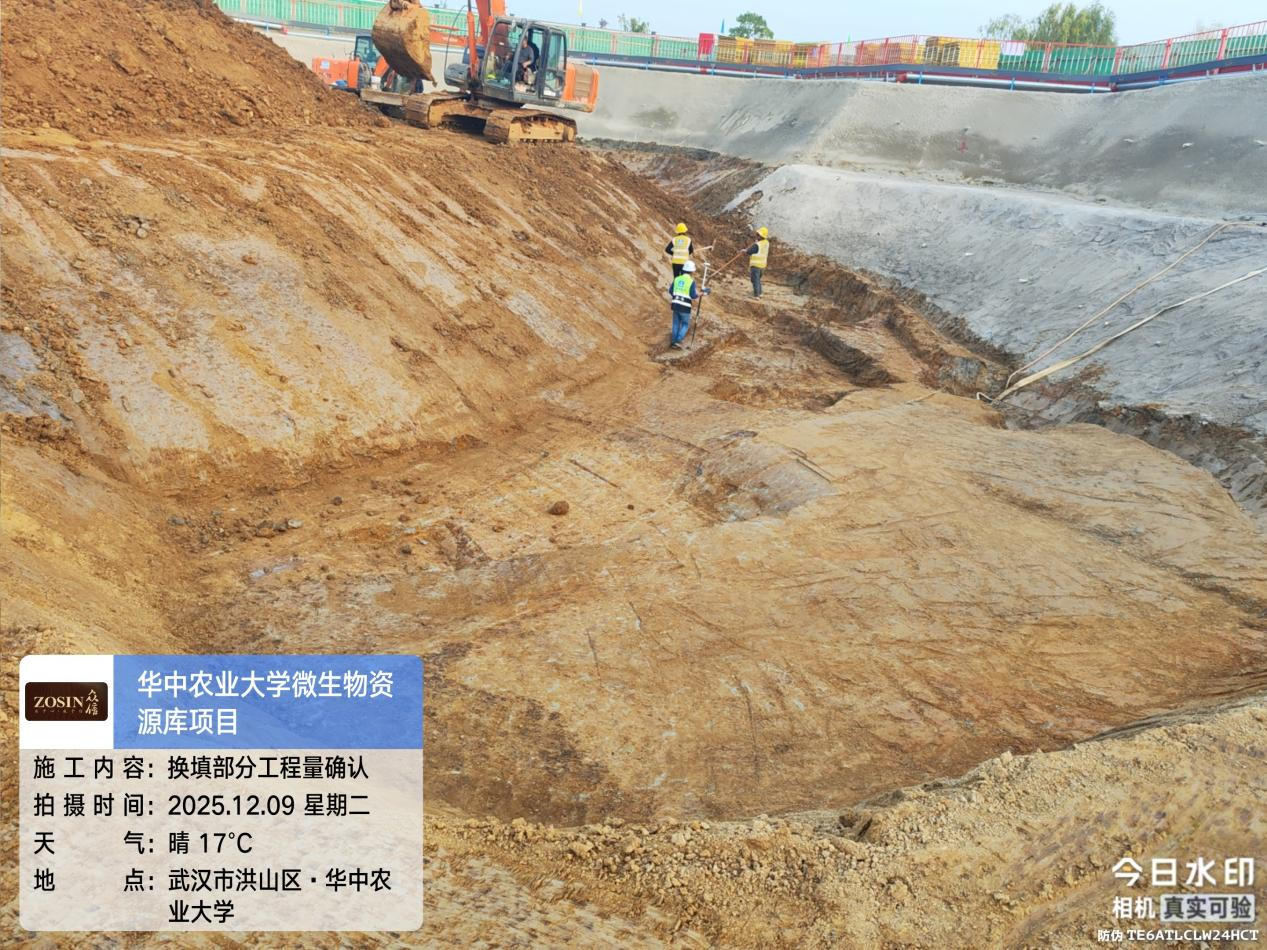 华中农业大学微生物资
源库项目
ZOSIN 众信
施工内容：换填部分工程量确认
拍摄时间：2025.12.09 星期二
天气：晴 17°C
地点：武汉市洪山区·华中农
业大学
今日水印
相机 真实可验
防伪 TE6ATLCLW24HCT